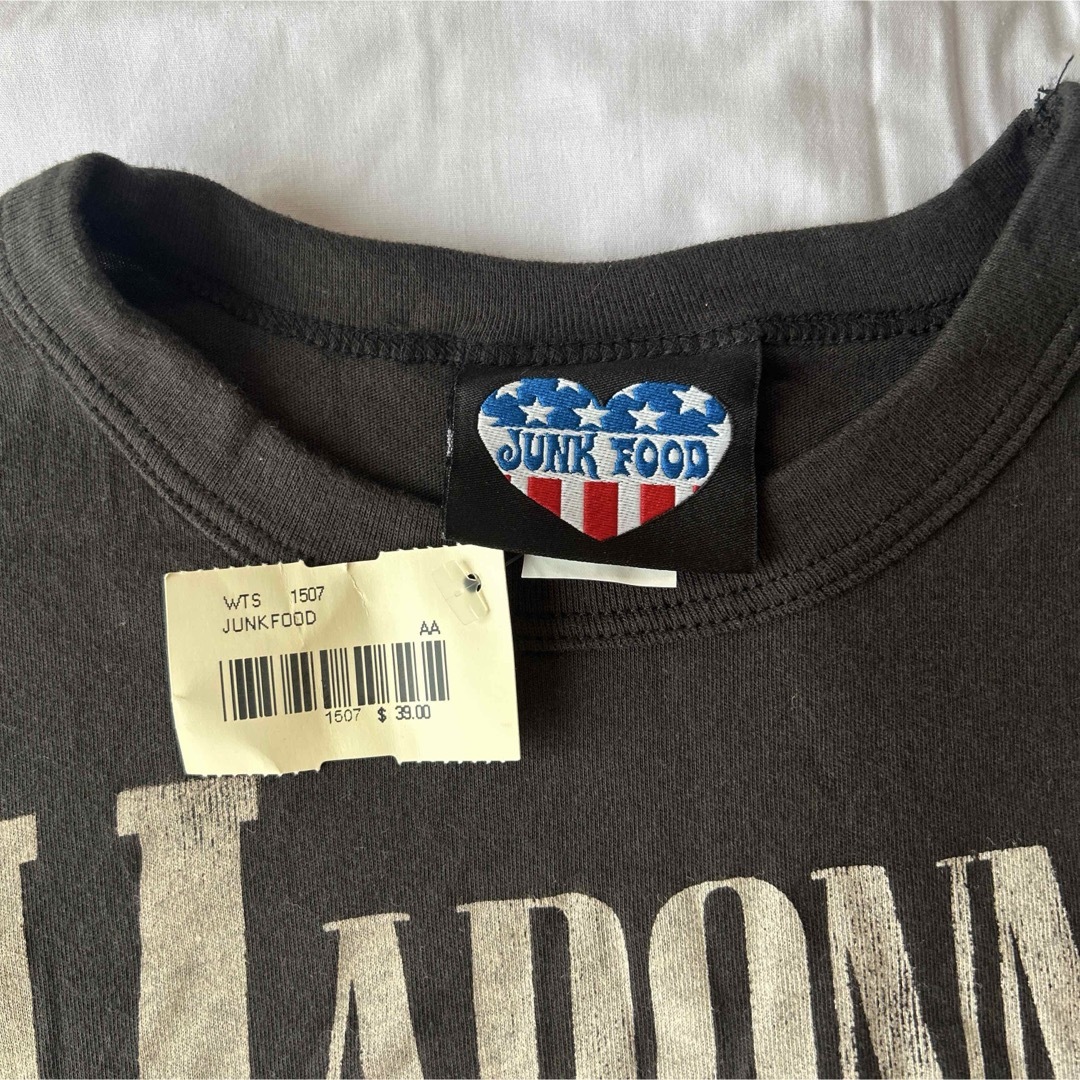 JUNK FOOD
WTS 1507
JUNKFOOD
AA
1507 $ 39.00